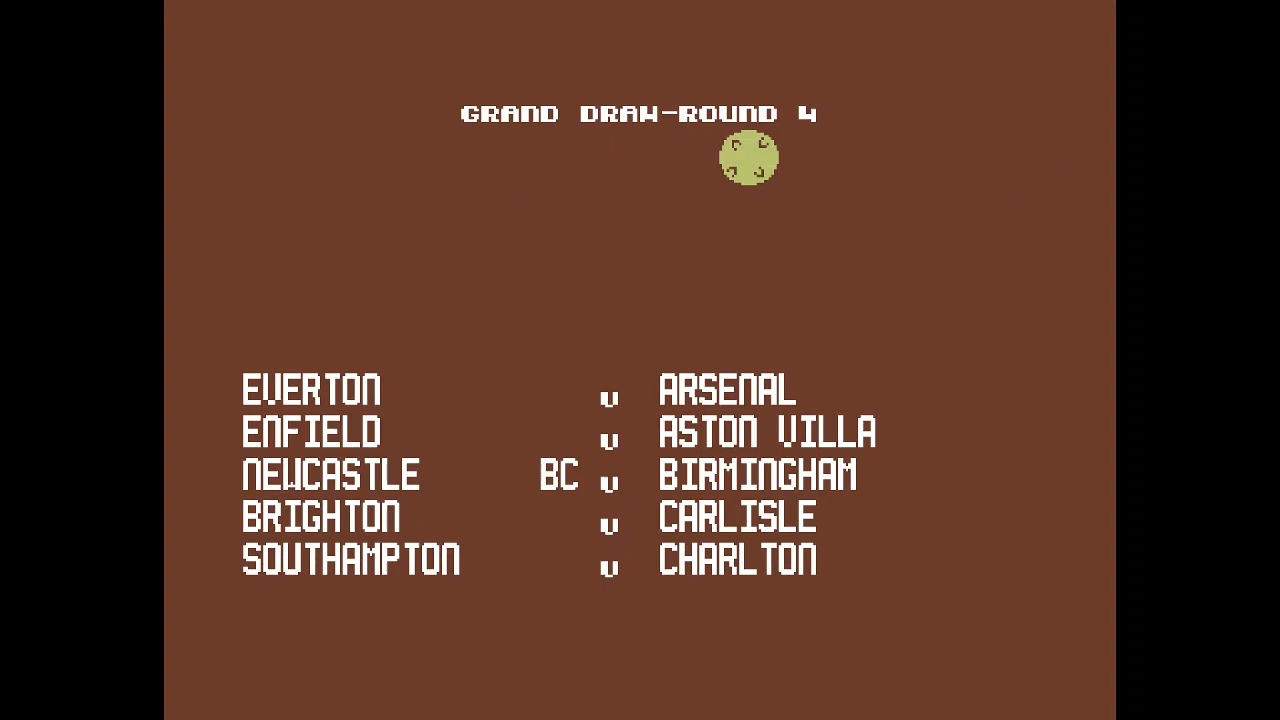 GRAND DRAW-ROUND 4
EVERTON v ARSENAL
ENFIELD v ASTON VILLA
NEWCASTLE BC v BIRMINGHAM
BRIGHTON v CARLISLE
SOUTHAMPTON v CHARLTON